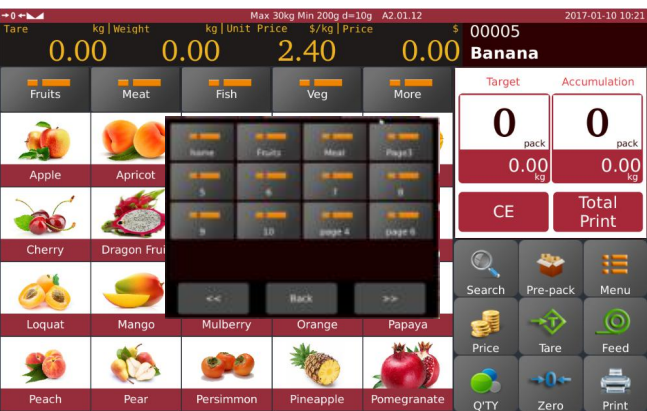 →0← Max 30kg Min 200g d=10g A2.01.12 2017-01-10 10:21
Tare kg Weight kg Unit Price $/kg Price $
0.00 0.00 2.40 0.00
00005
Banana
Fruits Meat Fish Veg More
Target Accumulation
0 pack 0 pack
0.00 kg 0.00 kg
CE Total Print
Apple Apricot
Cherry Dragon Frui
Loquat Mango Mulberry Orange Papaya
Peach Pear Persimmon Pineapple Pomegranate
Name Fruits Meat Page3
5 6 7 8
9 10 page 4 page 6
<< Back >>
Search Pre-pack Menu
Price Tare Feed
Q'TY Zero Print